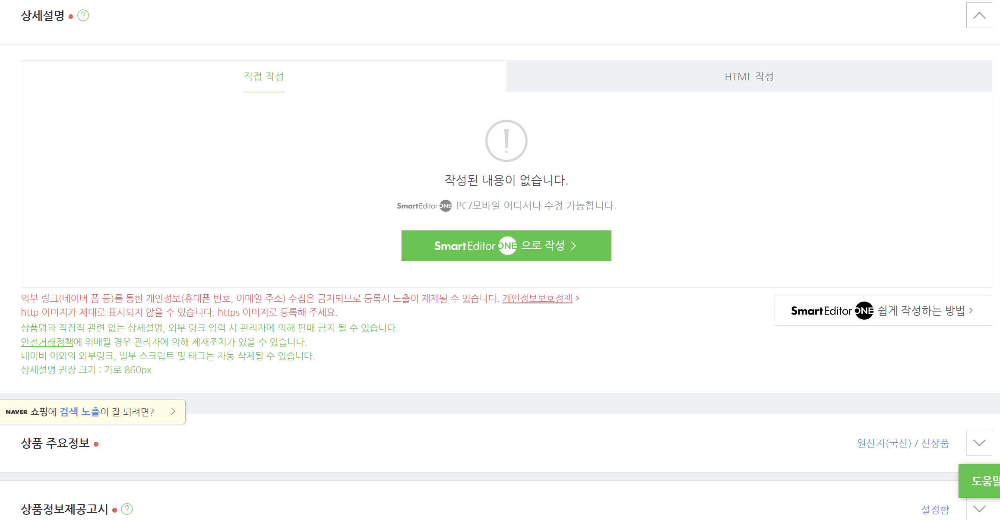 상세설명
직접 작성
HTML 작성
작성된 내용이 없습니다.
SmartEditor ONE PC/모바일 어디서나 수정 가능합니다.
SmartEditor ONE 으로 작성
외부 링크(네이버 폼 등)를 통한 개인정보(휴대폰 번호, 이메일 주소) 수집은 금지되므로 등록시 노출이 제재될 수 있습니다. 개인정보보호정책
http 이미지가 제대로 표시되지 않을 수 있습니다. https 이미지로 등록해 주세요.
SmartEditor ONE 쉽게 작성하는 방법
상품명과 직접적 관련 없는 상세설명, 외부 링크 입력 시 관리자에 의해 판매 금지 될 수 있습니다.
안전거래정책에 위배될 경우 관리자에 의해 제재조치가 있을 수 있습니다.
네이버 이외의 외부링크, 일부 스크립트 및 태그는 자동 삭제될 수 있습니다.
상세설명 권장 크기 : 가로 860px
NAVER 쇼핑에 검색 노출이 잘 되려면?
상품 주요정보
원산지(국산) / 신상품
도움말
상품정보제공고시
설정함